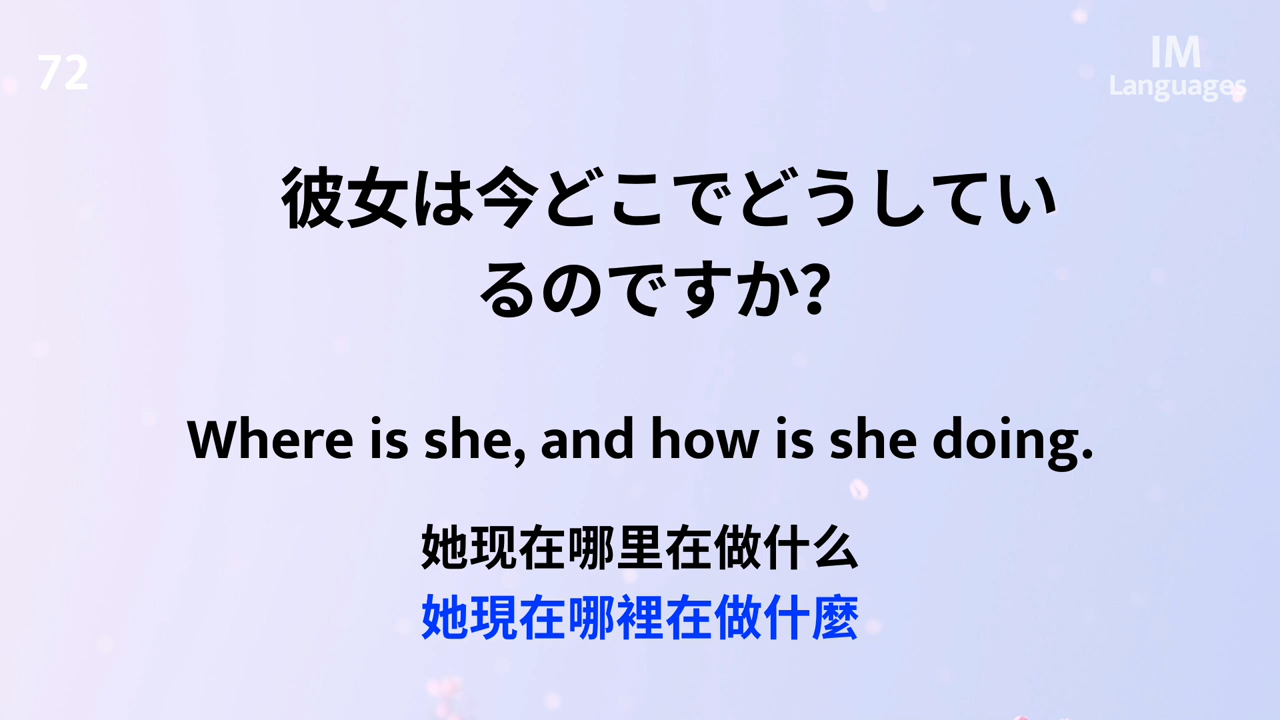 72
IM
Languages
彼女は今どこでどうしてい
るのですか?
Where is she, and how is she doing.
她现在哪里在做什么
她現在哪裡在做什麼